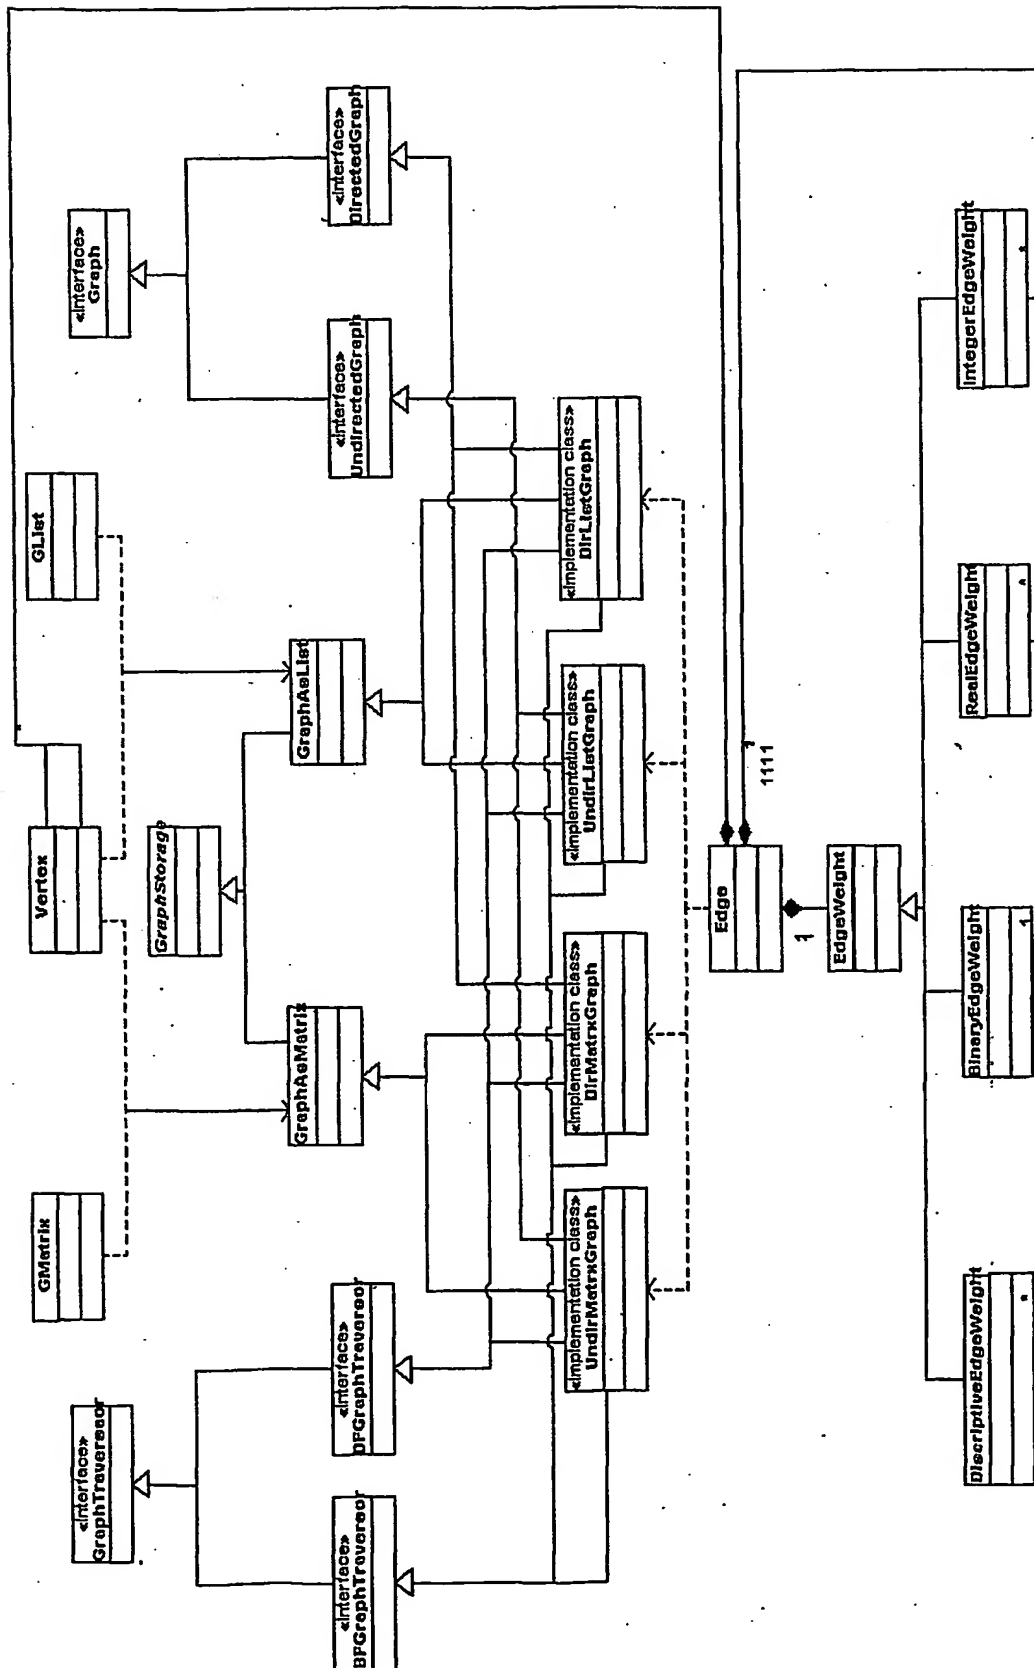 «Interface»
GraphTraversor
GMatrix
Vertex
GList
«Interface»
Graph
GraphStorage
«Interface»
BFGraphTraversor
«Interface»
DFGraphTraversor
GraphAsMatrix
GraphAsList
«Interface»
UndirectedGraph
«Interface»
DirectedGraph
«Implementation class»
UndirMatrxGraph
«Implementation class»
DirMatrxGraph
«Implementation class»
UndirListGraph
«Implementation class»
DirListGraph
Edge
1
1111
EdgeWeight
DiscriptiveEdgeWeight
*
BinaryEdgeWeight
1
RealEdgeWeight
*
IntegerEdgeWeight
*